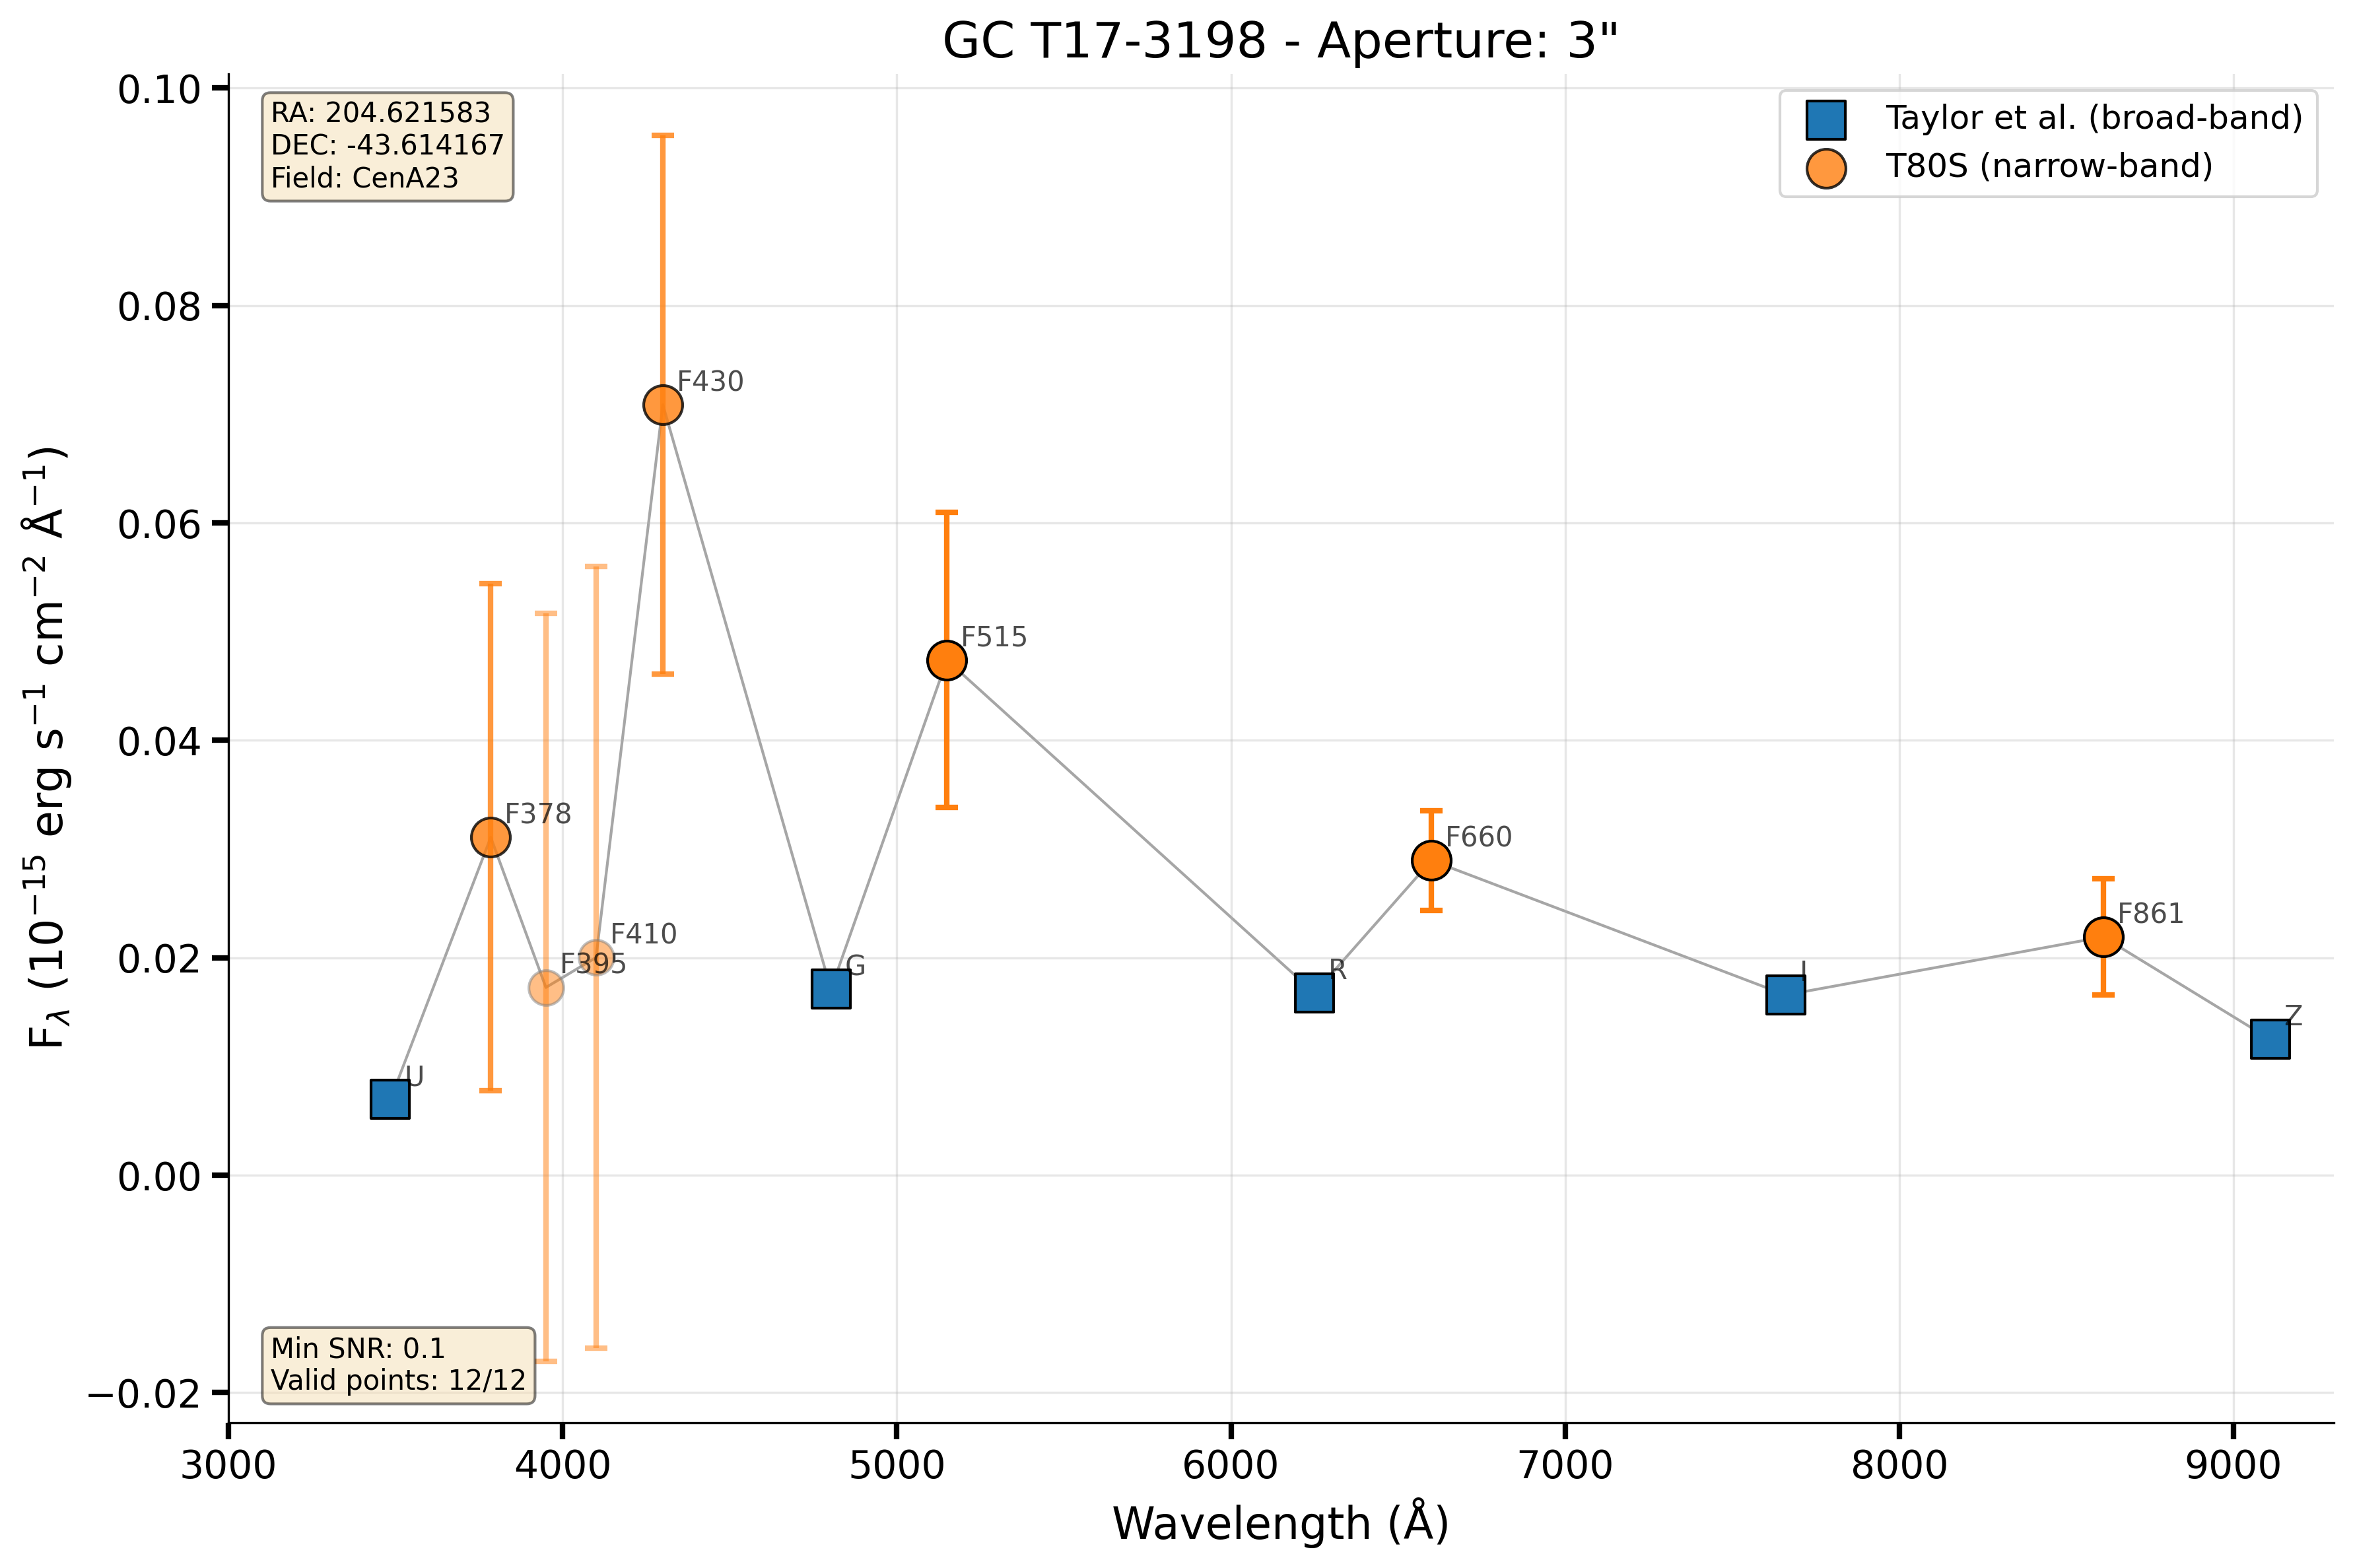 GC T17-3198 - Aperture: 3"
RA: 204.621583
DEC: -43.614167
Field: CenA23
Taylor et al. (broad-band)
T80S (narrow-band)
F_λ (10⁻¹⁵ erg s⁻¹ cm⁻² Å⁻¹)
0.10
0.08
0.06
0.04
0.02
0.00
−0.02
U
F378
F395
F410
F430
G
F515
R
F660
I
F861
Z
Min SNR: 0.1
Valid points: 12/12
3000
4000
5000
6000
7000
8000
9000
Wavelength (Å)